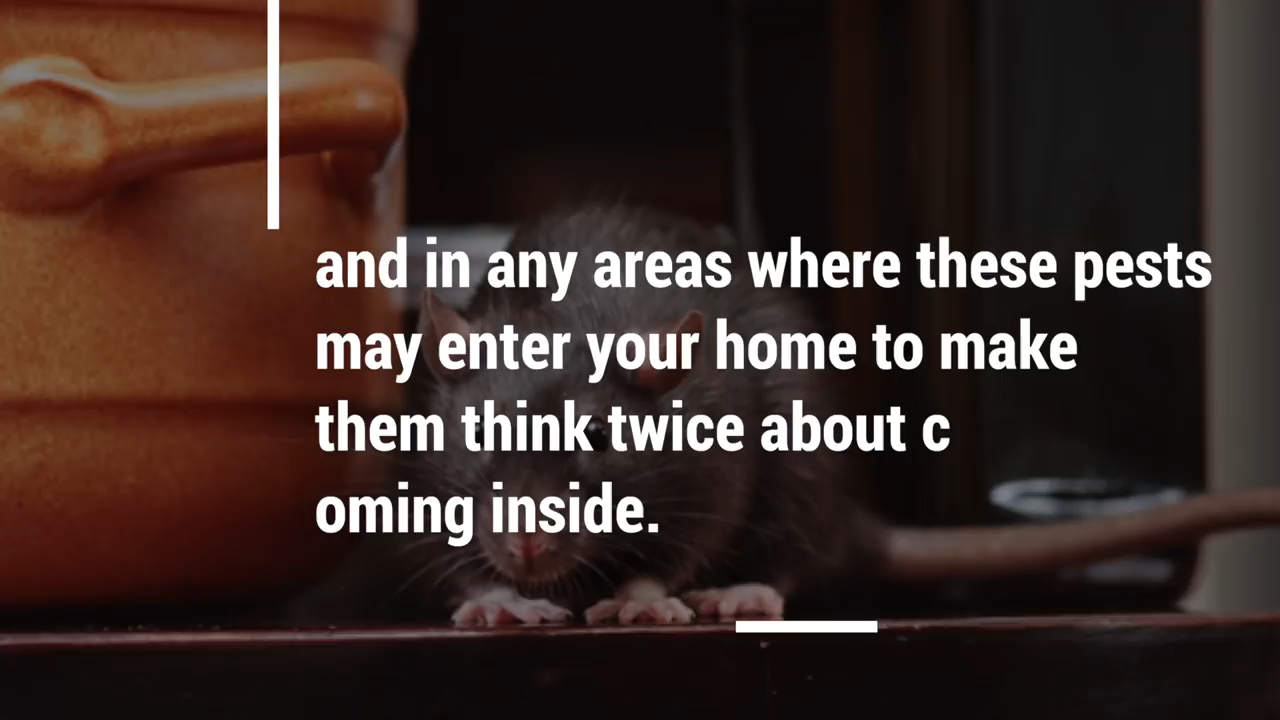 and in any areas where these pests
may enter your home to make
them think twice about c
oming inside.